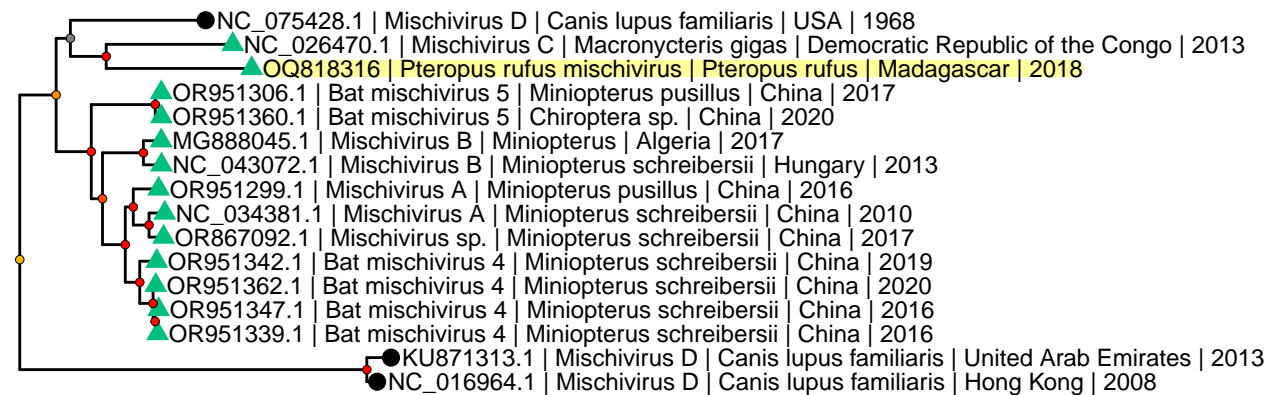 NC_075428.1 | Mischivirus D | Canis lupus familiaris | USA | 1968
NC_026470.1 | Mischivirus C | Macronycteris gigas | Democratic Republic of the Congo | 2013
OQ818316 | Pteropus rufus mischivirus | Pteropus rufus | Madagascar | 2018
OR951306.1 | Bat mischivirus 5 | Miniopterus pusillus | China | 2017
OR951360.1 | Bat mischivirus 5 | Chiroptera sp. | China | 2020
MG888045.1 | Mischivirus B | Miniopterus | Algeria | 2017
NC_043072.1 | Mischivirus B | Miniopterus schreibersii | Hungary | 2013
OR951299.1 | Mischivirus A | Miniopterus pusillus | China | 2016
NC_034381.1 | Mischivirus A | Miniopterus schreibersii | China | 2010
OR867092.1 | Mischivirus sp. | Miniopterus schreibersii | China | 2017
OR951342.1 | Bat mischivirus 4 | Miniopterus schreibersii | China | 2019
OR951362.1 | Bat mischivirus 4 | Miniopterus schreibersii | China | 2020
OR951347.1 | Bat mischivirus 4 | Miniopterus schreibersii | China | 2016
OR951339.1 | Bat mischivirus 4 | Miniopterus schreibersii | China | 2016
KU871313.1 | Mischivirus D | Canis lupus familiaris | United Arab Emirates | 2013
NC_016964.1 | Mischivirus D | Canis lupus familiaris | Hong Kong | 2008